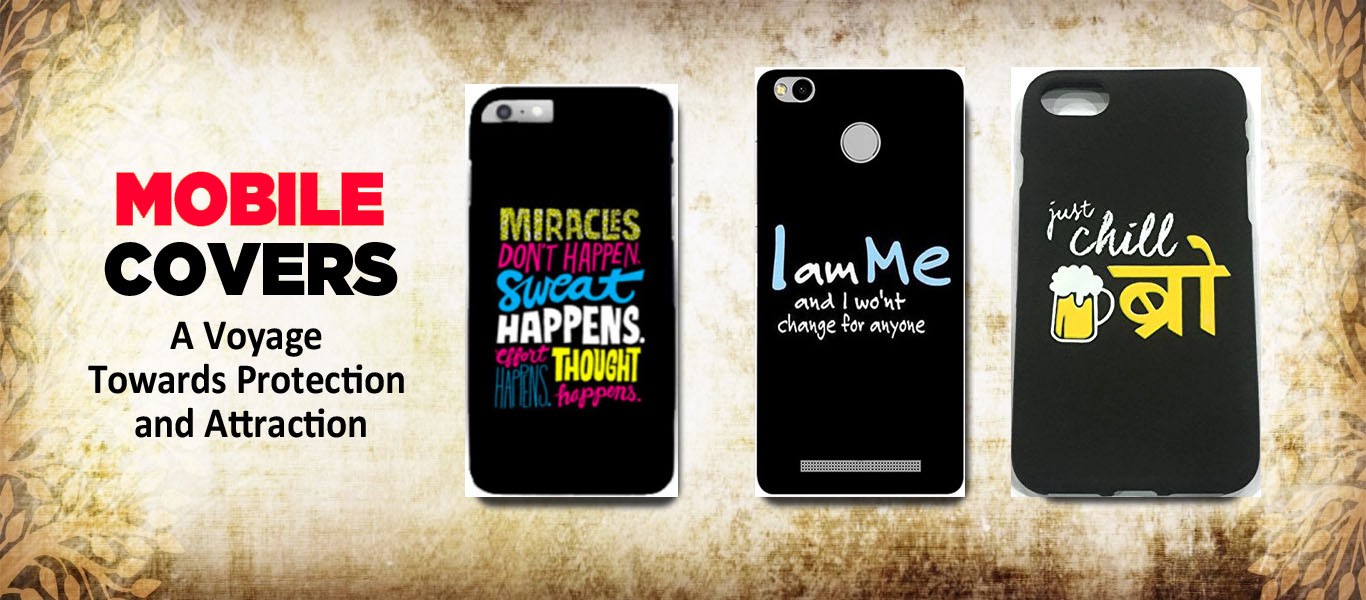 MOBILE
COVERS
A Voyage
Towards Protection
and Attraction
MIRACLES
DON'T HAPPEN.
Sweat
HAPPENS.
effort THOUGHT
HAPPENS. happens.
I am Me
and I wo'nt
change for anyone
just
chill
ब्रो